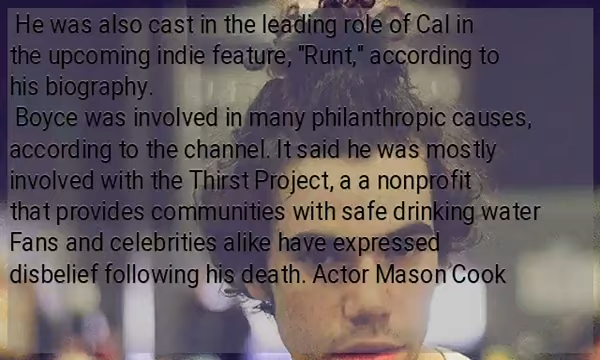 He was also cast in the leading role of Cal in
the upcoming indie feature, "Runt," according to
his biography.
Boyce was involved in many philanthropic causes,
according to the channel. It said he was mostly
involved with the Thirst Project, a a nonprofit
that provides communities with safe drinking water
Fans and celebrities alike have expressed
disbelief following his death. Actor Mason Cook